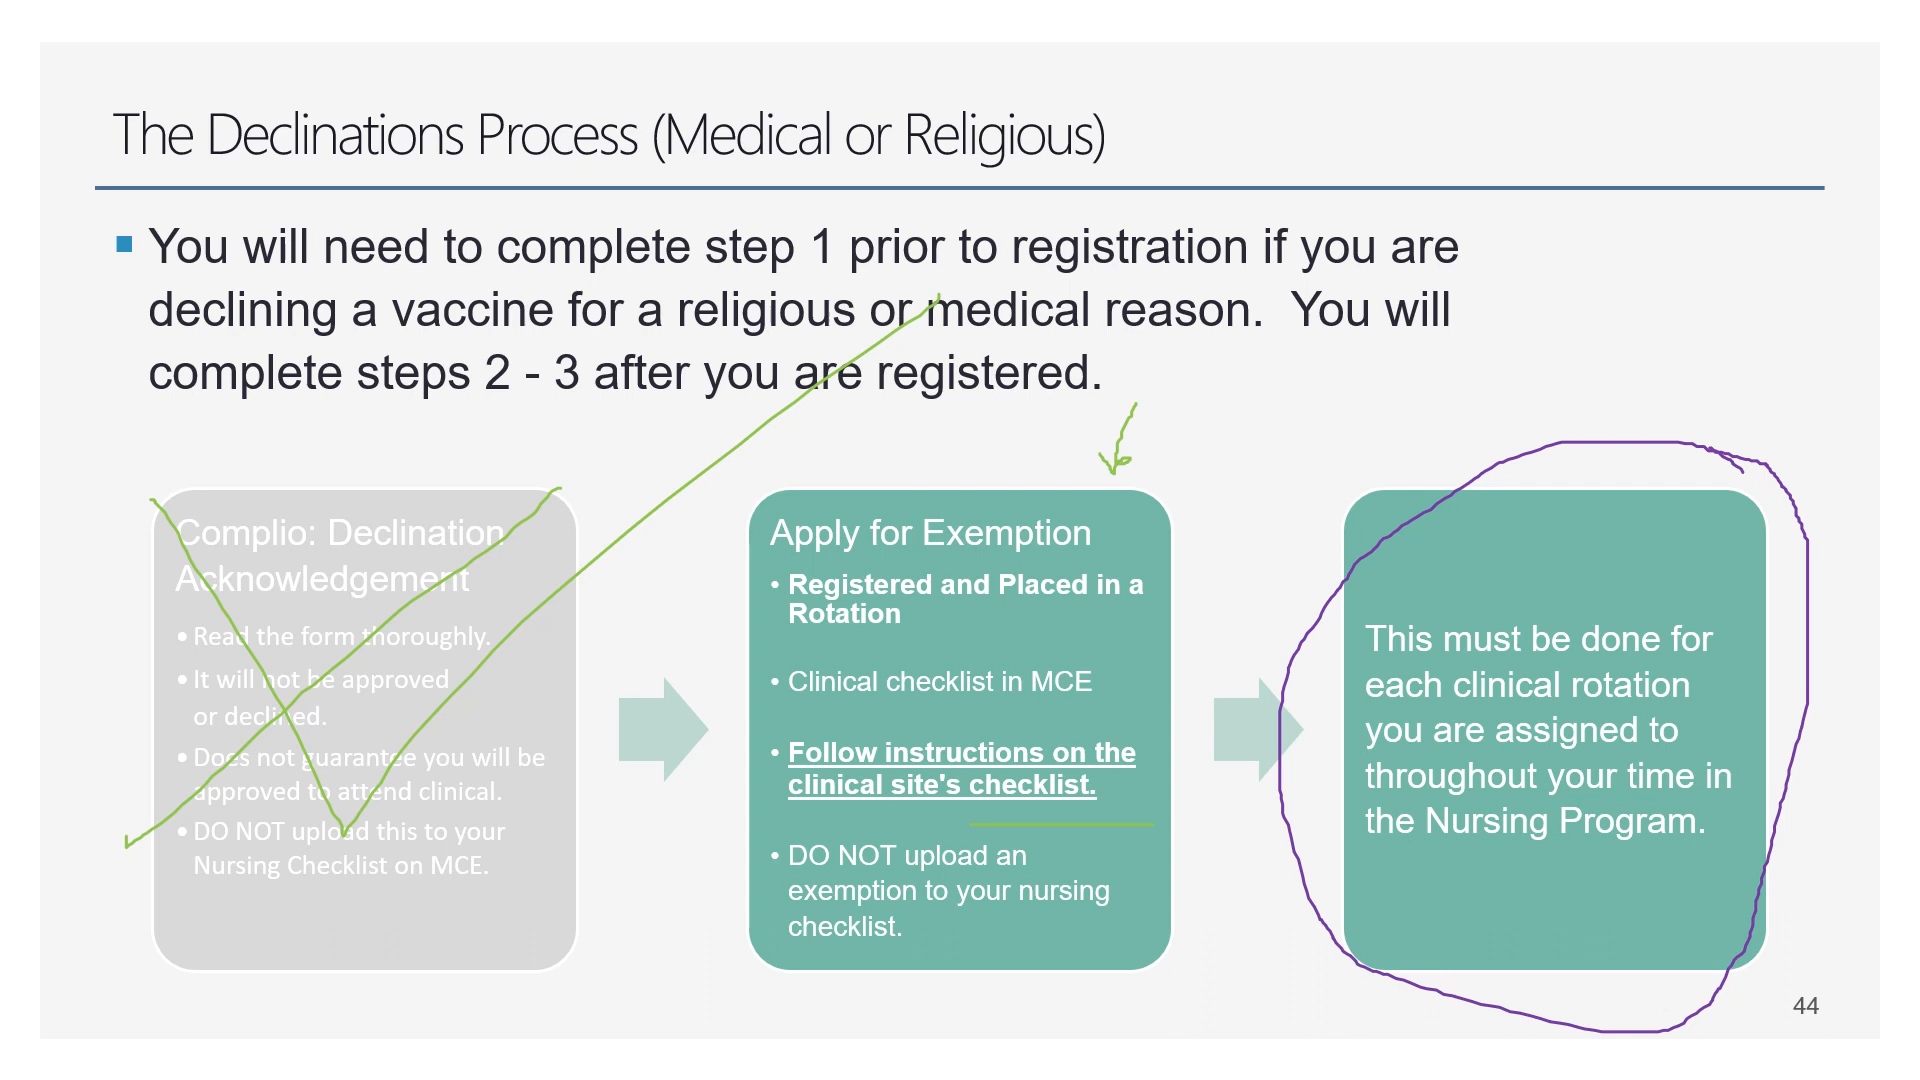 The Declinations Process (Medical or Religious)
You will need to complete step 1 prior to registration if you are
declining a vaccine for a religious or medical reason.  You will
complete steps 2 - 3 after you are registered.
Complio: Declination
Acknowledgement
• Read the form thoroughly.
• It will not be approved
or declined.
• Does not guarantee you will be
approved to attend clinical.
• DO NOT upload this to your
Nursing Checklist on MCE.
Apply for Exemption
• Registered and Placed in a
Rotation
• Clinical checklist in MCE
• Follow instructions on the
clinical site's checklist.
• DO NOT upload an
exemption to your nursing
checklist.
This must be done for
each clinical rotation
you are assigned to
throughout your time in
the Nursing Program.
44